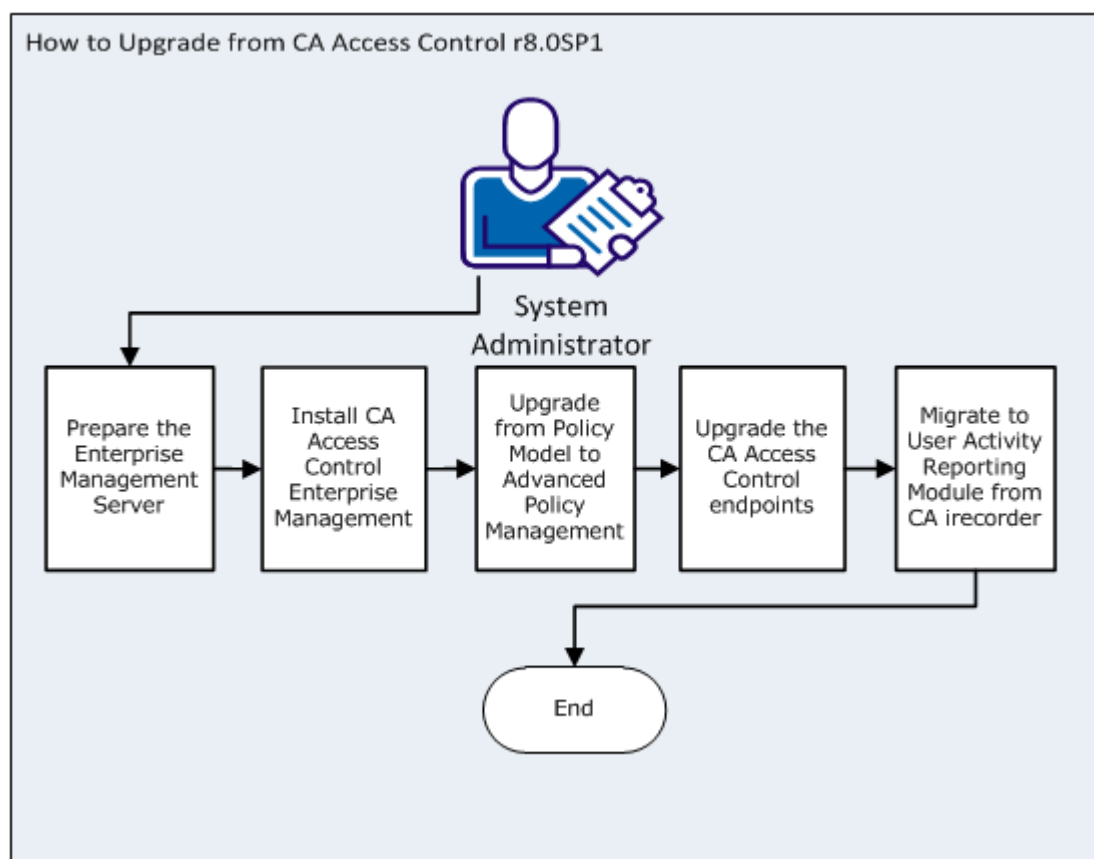 How to Upgrade from CA Access Control r8.0SP1
System
Administrator
Prepare the
Enterprise
Management
Server
Install CA
Access
Control
Enterprise
Management
Upgrade
from Policy
Model to
Advanced
Policy
Management
Upgrade the
CA Access
Control
endpoints
Migrate to
User Activity
Reporting
Module from
CA irecorder
End